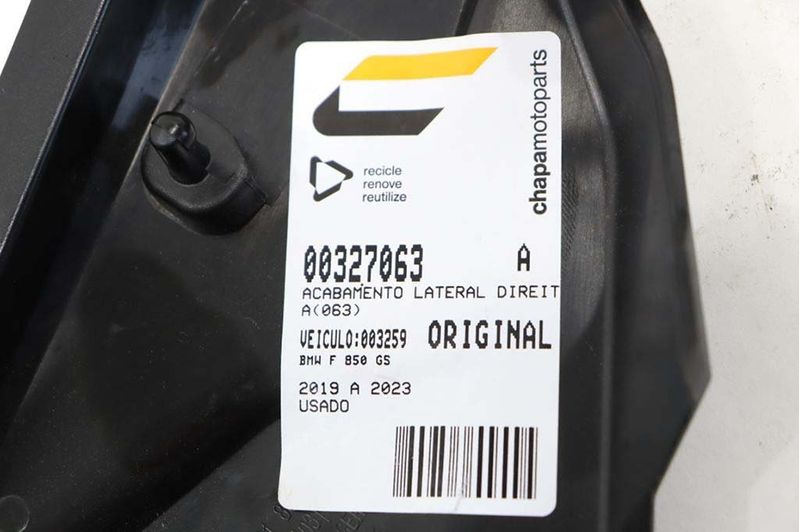 chapamotoparts
recicle
renove
reutilize
00327063 A
ACABAMENTO LATERAL DIREIT
A(063)
VEICULO:003259 ORIGINAL
BMW F 850 GS
2019 A 2023
USADO